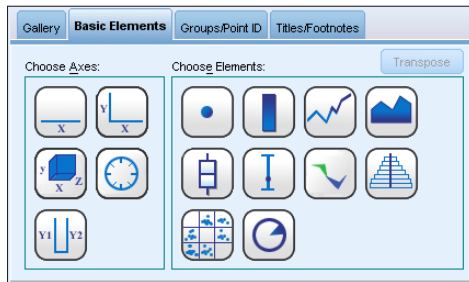 Gallery Basic Elements Groups/Point ID Titles/Footnotes
Choose Axes: Choose Elements: Transpose
X Y X
y X Z
Y1 Y2